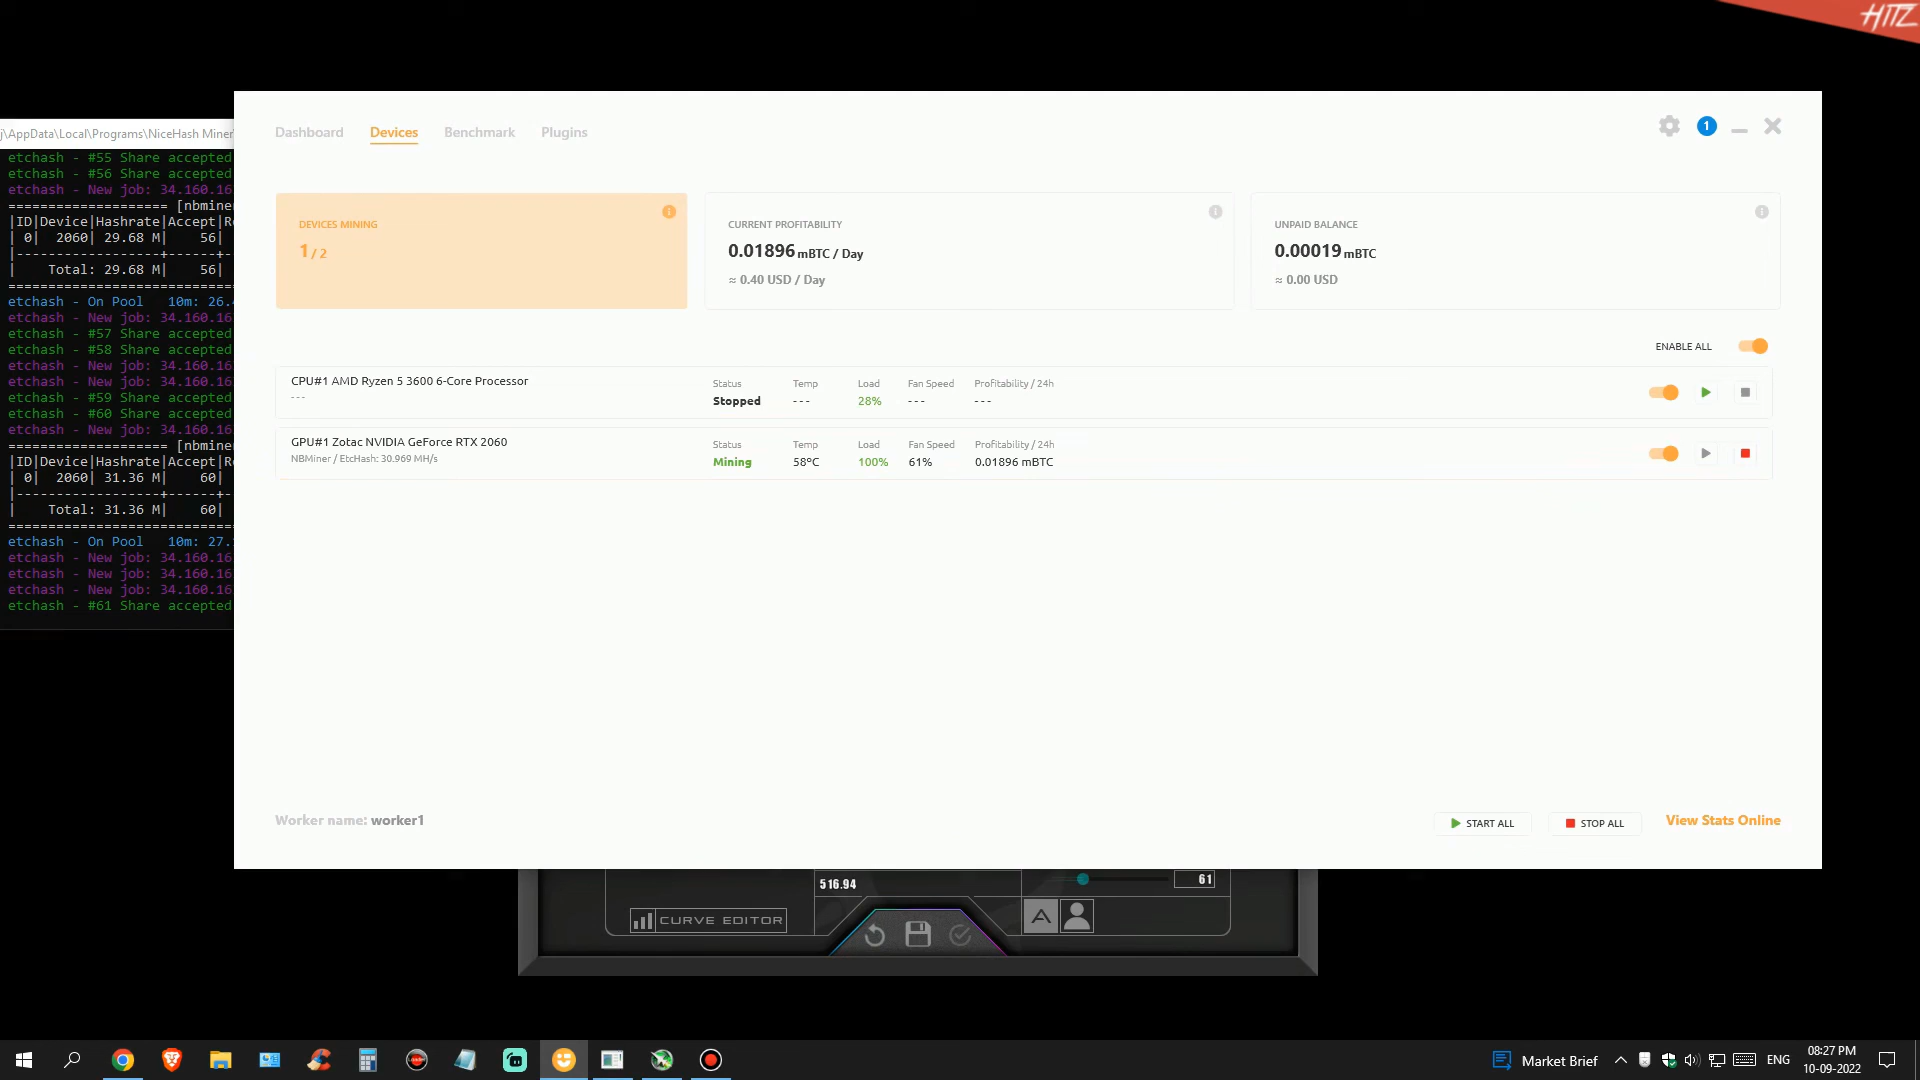 HITZ
j\AppData\Local\Programs\NiceHash Miner\
etchash - #55 Share accepted
etchash - #56 Share accepted
etchash - New job: 34.160.16
==================== [nbminer
|ID|Device|Hashrate|Accept|Re
| 0|  2060| 29.68 M|    56|
|------------------+------+-
|    Total: 29.68 M|    56|
=============================
etchash - On Pool   10m: 26.
etchash - New job: 34.160.16
etchash - #57 Share accepted
etchash - #58 Share accepted
etchash - New job: 34.160.16
etchash - New job: 34.160.16
etchash - #59 Share accepted
etchash - #60 Share accepted
etchash - New job: 34.160.16
==================== [nbminer
|ID|Device|Hashrate|Accept|Re
| 0|  2060| 31.36 M|    60|
|------------------+------+-
|    Total: 31.36 M|    60|
=============================
etchash - On Pool   10m: 27.
etchash - New job: 34.160.16
etchash - New job: 34.160.16
etchash - New job: 34.160.16
etchash - #61 Share accepted
Dashboard Devices Benchmark Plugins
1
DEVICES MINING
1 / 2
CURRENT PROFITABILITY
0.01896 mBTC / Day
≈ 0.40 USD / Day
UNPAID BALANCE
0.00019 mBTC
≈ 0.00 USD
ENABLE ALL
CPU#1 AMD Ryzen 5 3600 6-Core Processor
---
Status Temp Load Fan Speed Profitability / 24h
Stopped --- 28% --- ---
GPU#1 Zotac NVIDIA GeForce RTX 2060
NBMiner / EtcHash: 30.969 MH/s
Status Temp Load Fan Speed Profitability / 24h
Mining 58°C 100% 61% 0.01896 mBTC
Worker name: worker1
START ALL STOP ALL View Stats Online
516.94
61
CURVE EDITOR
A
Market Brief
ENG
08:27 PM
10-09-2022